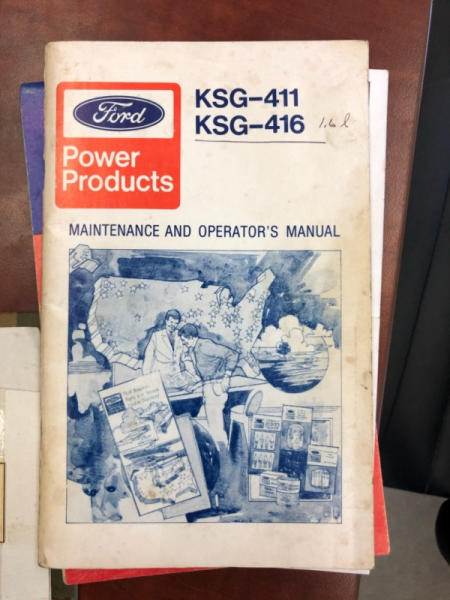 KSG-411
KSG-416 1.6 l
Ford
Power
Products
MAINTENANCE AND OPERATOR'S MANUAL